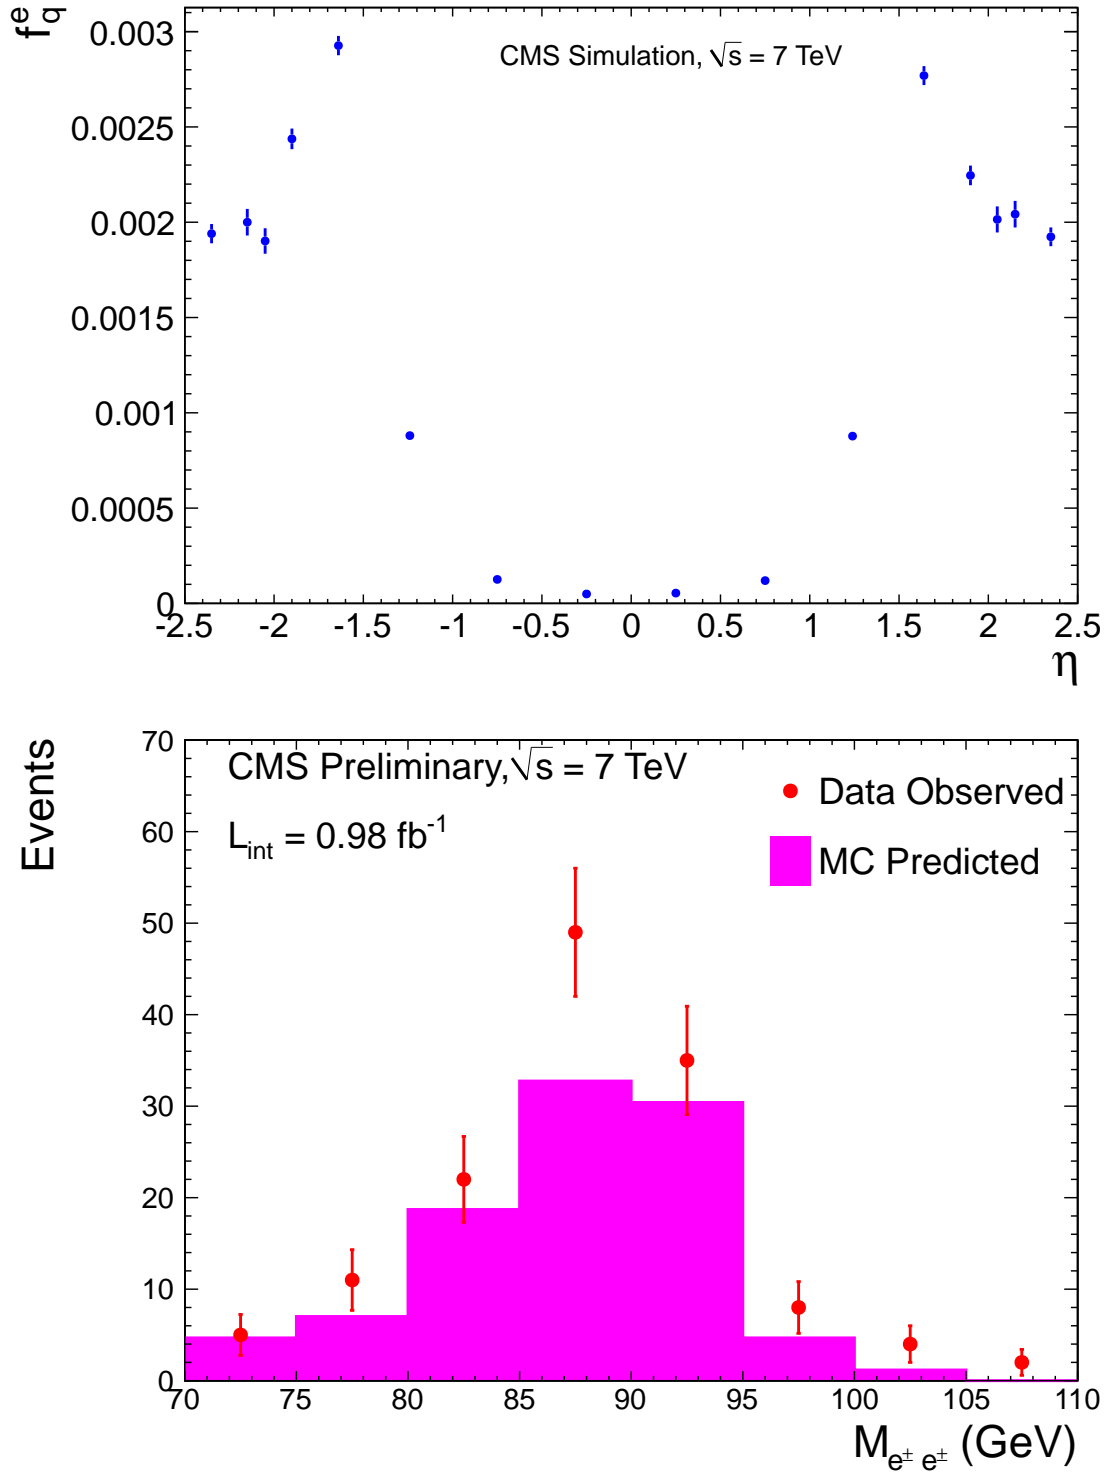 f_q^e
CMS Simulation, √s = 7 TeV
0.003
0.0025
0.002
0.0015
0.001
0.0005
0
-2.5 -2 -1.5 -1 -0.5 0 0.5 1 1.5 2 2.5
η
Events
CMS Preliminary, √s = 7 TeV
L_int = 0.98 fb^-1
Data Observed
MC Predicted
70
60
50
40
30
20
10
0
70 75 80 85 90 95 100 105 110
M_e± e± (GeV)